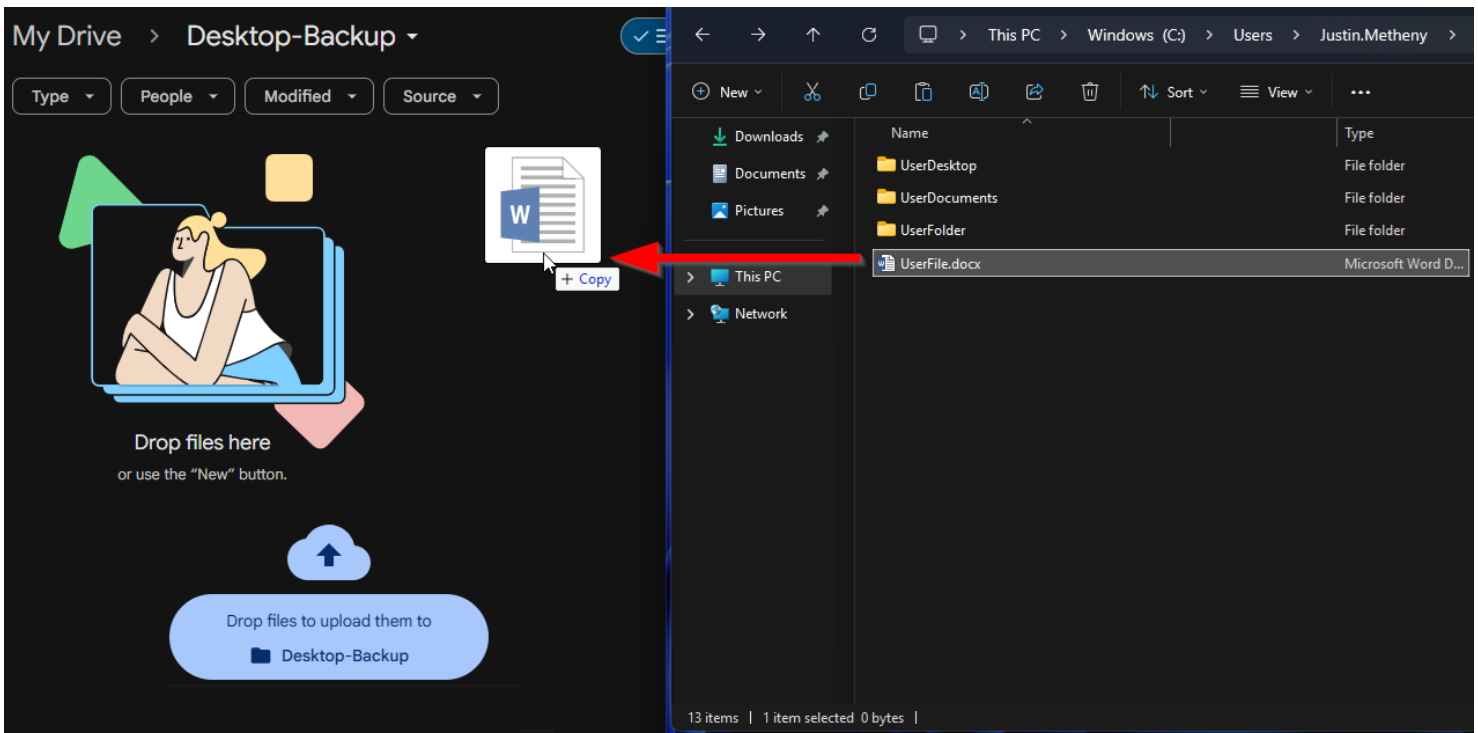 My Drive > Desktop-Backup
Type
People
Modified
Source
W
+ Copy
Drop files here
or use the “New” button.
Drop files to upload them to
Desktop-Backup
> This PC > Windows (C:) > Users > Justin.Metheny >
New
Sort
View
...
Downloads
Documents
Pictures
> This PC
> Network
Name Type
UserDesktop File folder
UserDocuments File folder
UserFolder File folder
UserFile.docx Microsoft Word D...
13 items | 1 item selected 0 bytes |